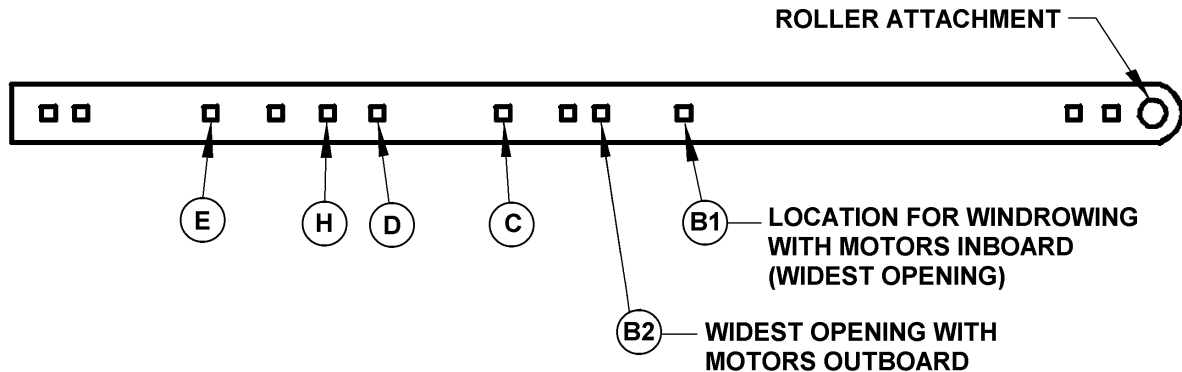 ROLLER ATTACHMENT
E
H
D
C
B1
LOCATION FOR WINDROWING
WITH MOTORS INBOARD
(WIDEST OPENING)
B2
WIDEST OPENING WITH
MOTORS OUTBOARD